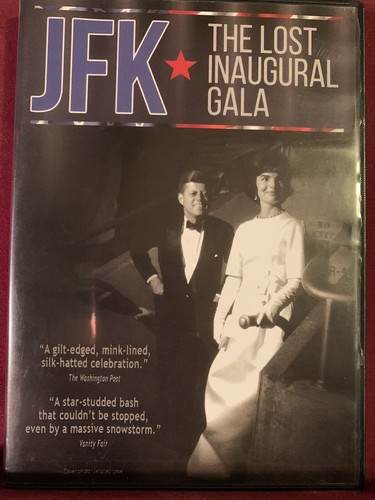 JFK
THE LOST
INAUGURAL
GALA
"A gilt-edged, mink-lined,
silk-hatted celebration."
The Washington Post
"A star-studded bash
that couldn't be stopped,
even by a massive snowstorm."
Vanity Fair